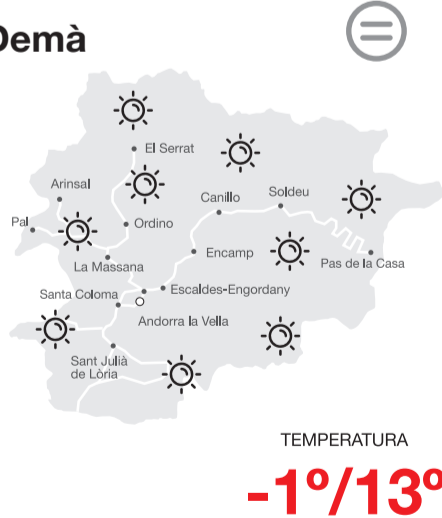 Demà
El Serrat
Arinsal
Canillo
Soldeu
Pal
Ordino
Encamp
Pas de la Casa
La Massana
Santa Coloma
Escaldes-Engordany
Andorra la Vella
Sant Julià
de Lòria
TEMPERATURA
-1º/13º